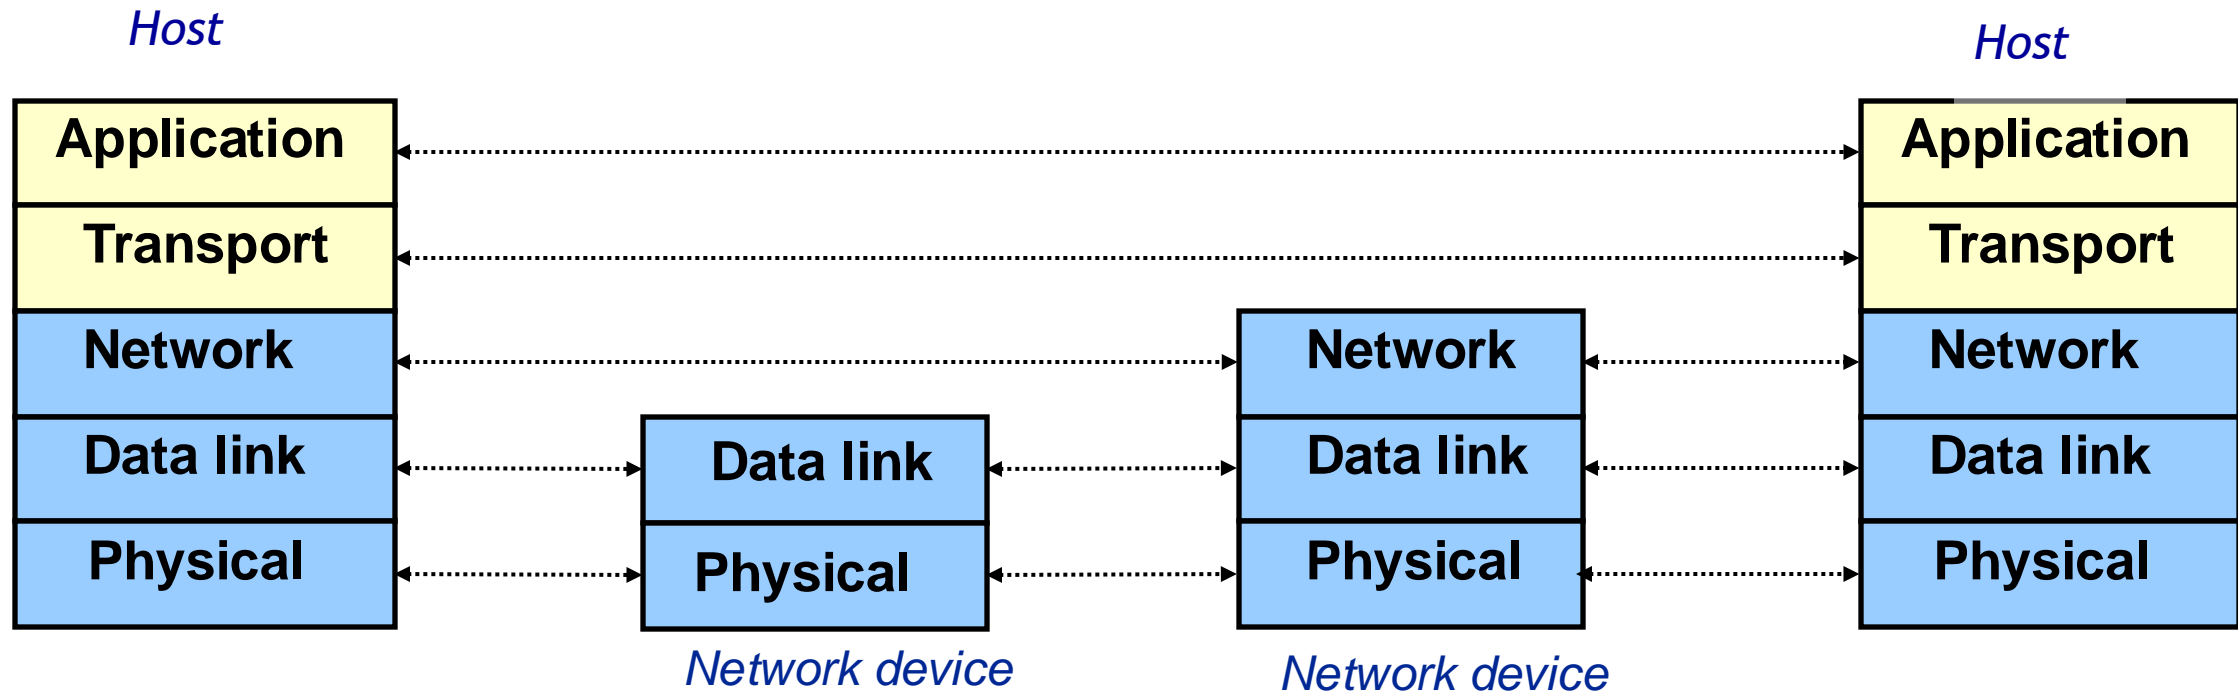 Host
Host
Application
Application
Transport
Transport
Network
Network
Network
Data link
Data link
Data link
Data link
Physical
Physical
Physical
Physical
Network device
Network device